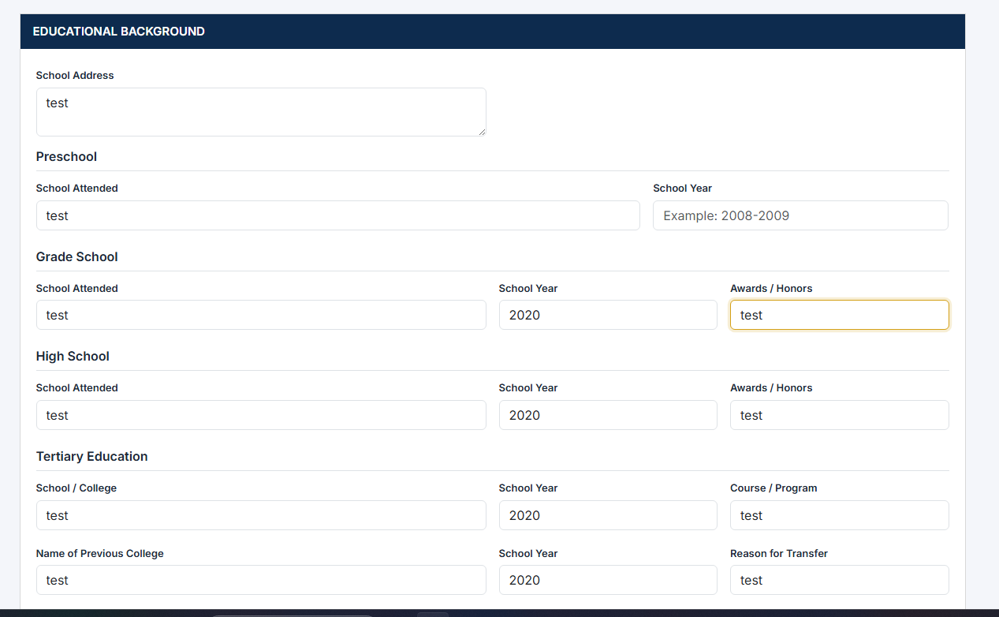 EDUCATIONAL BACKGROUND
School Address
test
Preschool
School Attended School Year
test Example: 2008-2009
Grade School
School Attended School Year Awards / Honors
test 2020 test
High School
School Attended School Year Awards / Honors
test 2020 test
Tertiary Education
School / College School Year Course / Program
test 2020 test
Name of Previous College School Year Reason for Transfer
test 2020 test